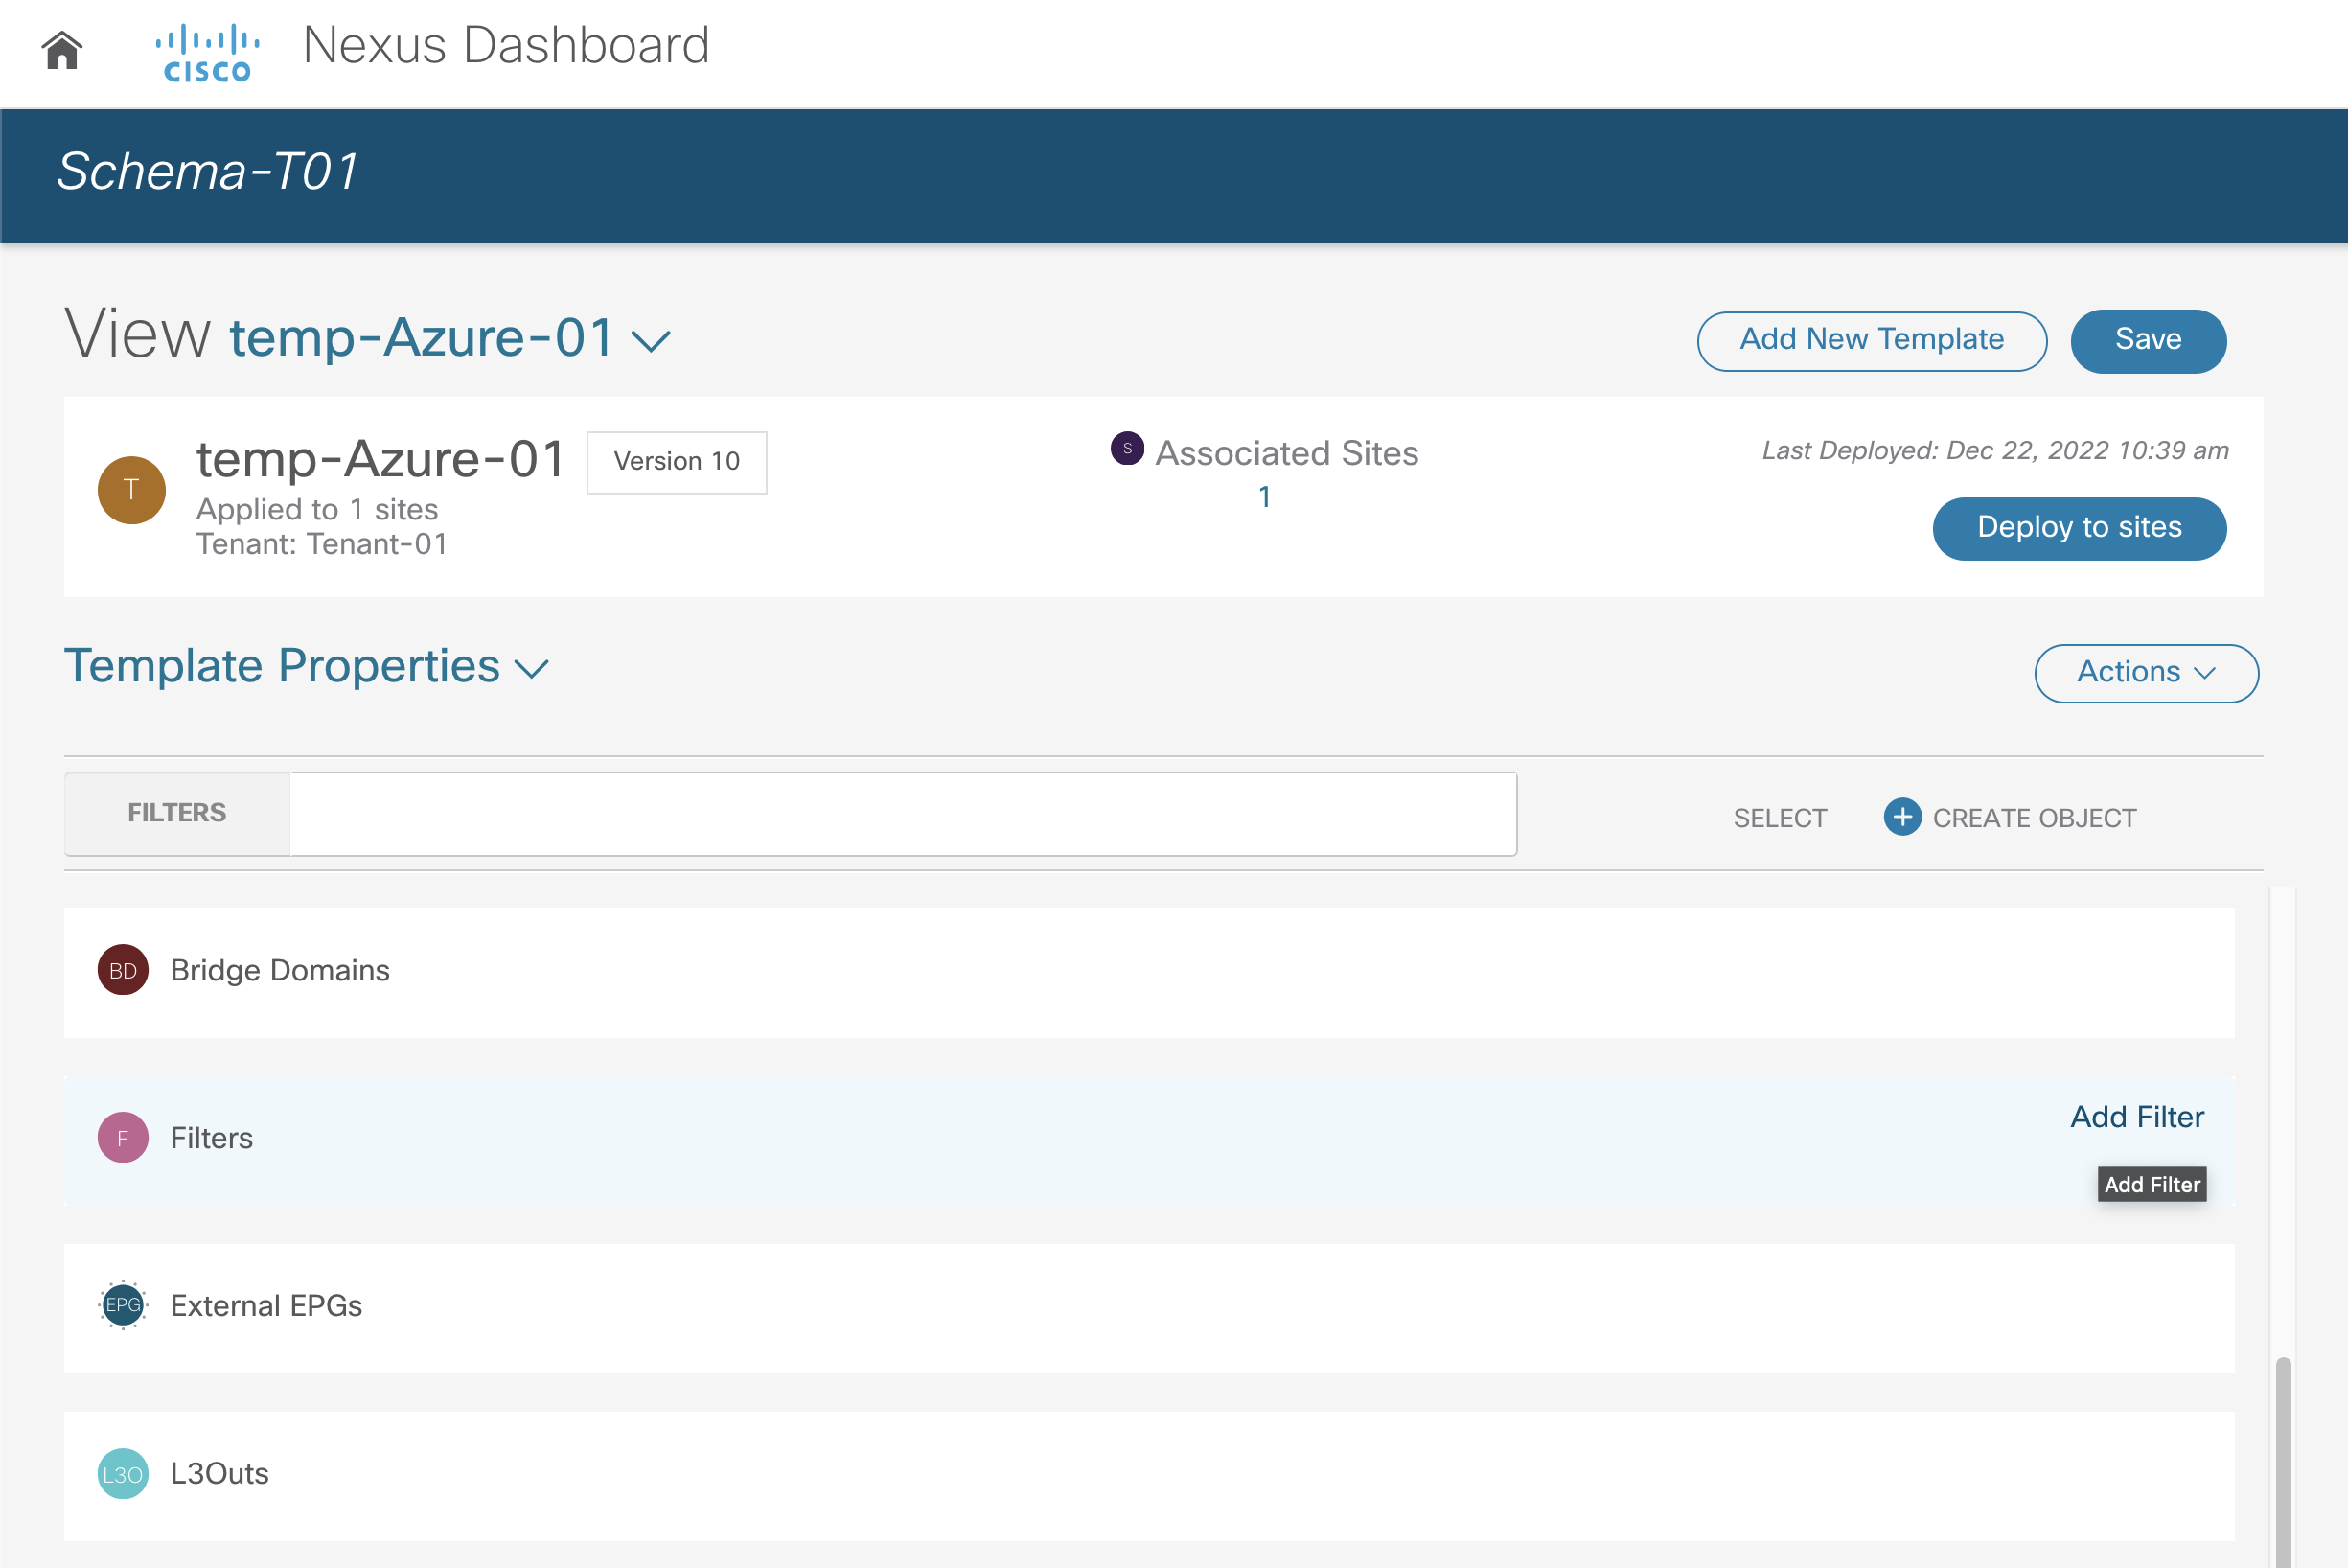 cisco Nexus Dashboard
Schema-T01
View temp-Azure-01
Add New Template
Save
T
temp-Azure-01
Version 10
Applied to 1 sites
Tenant: Tenant-01
S
Associated Sites
1
Last Deployed: Dec 22, 2022 10:39 am
Deploy to sites
Template Properties
Actions
FILTERS
SELECT
CREATE OBJECT
BD Bridge Domains
F Filters
Add Filter
Add Filter
EPG External EPGs
L3O L3Outs